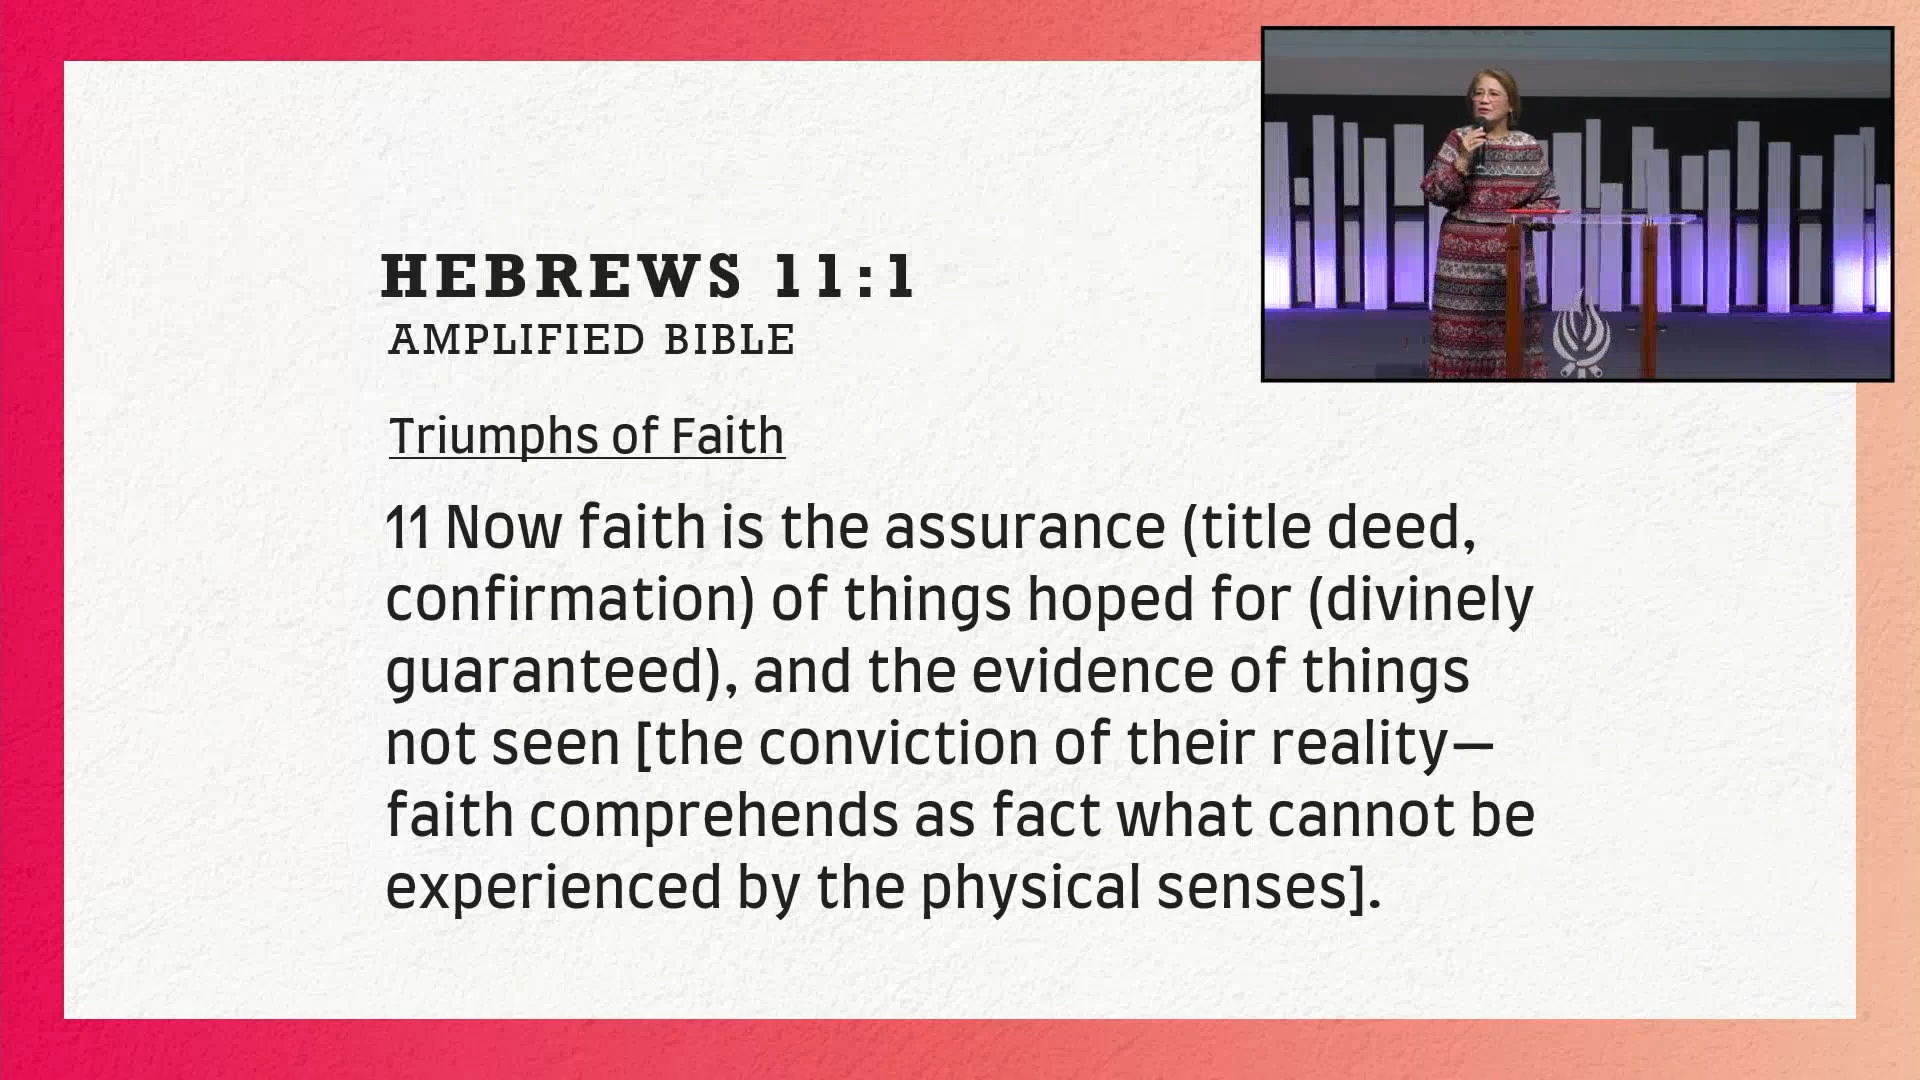 HEBREWS 11:1
AMPLIFIED BIBLE
Triumphs of Faith
11 Now faith is the assurance (title deed,
confirmation) of things hoped for (divinely
guaranteed), and the evidence of things
not seen [the conviction of their reality—
faith comprehends as fact what cannot be
experienced by the physical senses].